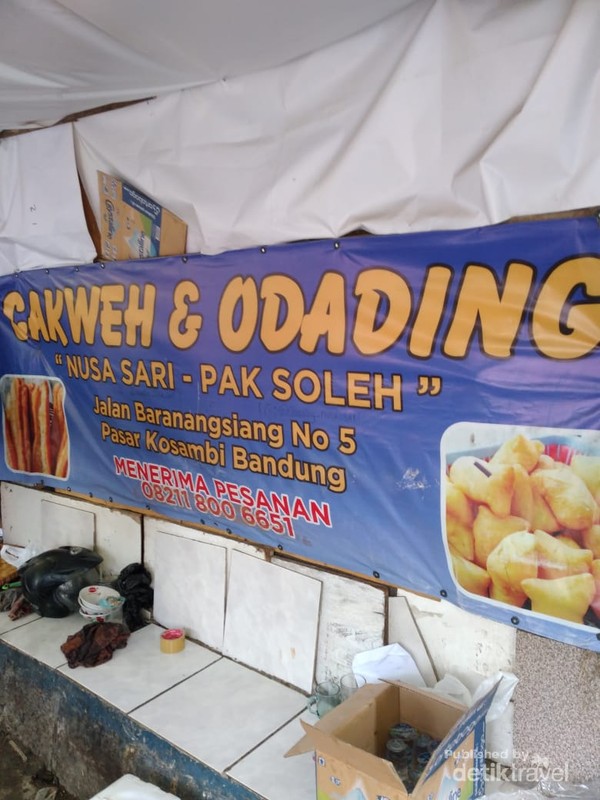 CAKWEH & ODADING
" NUSA SARI - PAK SOLEH "
Jalan Baranangsiang No 5
Pasar Kosambi Bandung
MENERIMA PESANAN
08211 800 6651
Published by
detiktravel